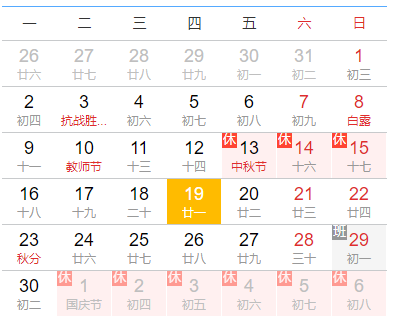 一 二 三 四 五 六 日
26 27 28 29 30 31 1
廿六 廿七 廿八 廿九 初一 初二 初三
2 3 4 5 6 7 8
初四 抗战胜... 初六 初七 初八 初九 白露
9 10 11 12 休 13 休 14 休 15
十一 教师节 十三 十四 中秋节 十六 十七
16 17 18 19 20 21 22
十八 十九 二十 廿一 廿二 廿三 廿四
23 24 25 26 27 28 班 29
秋分 廿六 廿七 廿八 廿九 三十 初一
30 休 1 休 2 休 3 休 4 休 5 休 6
初二 国庆节 初四 初五 初六 初七 初八